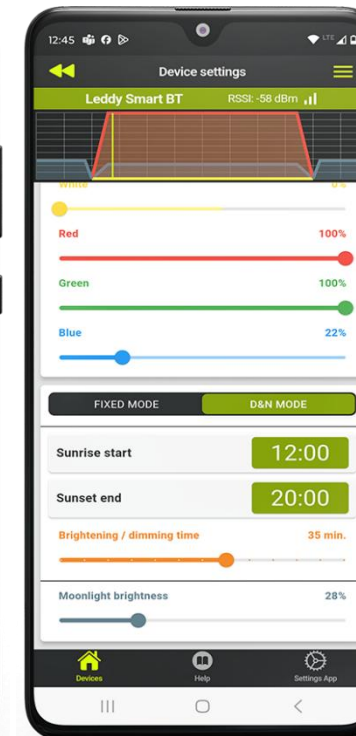 12:45
LTE
Device settings
Leddy Smart BT RSSI: -58 dBm
White 0%
Red 100%
Green 100%
Blue 22%
FIXED MODE D&N MODE
Sunrise start 12:00
Sunset end 20:00
Brightening / dimming time 35 min.
Moonlight brightness 28%
Devices Help Settings App